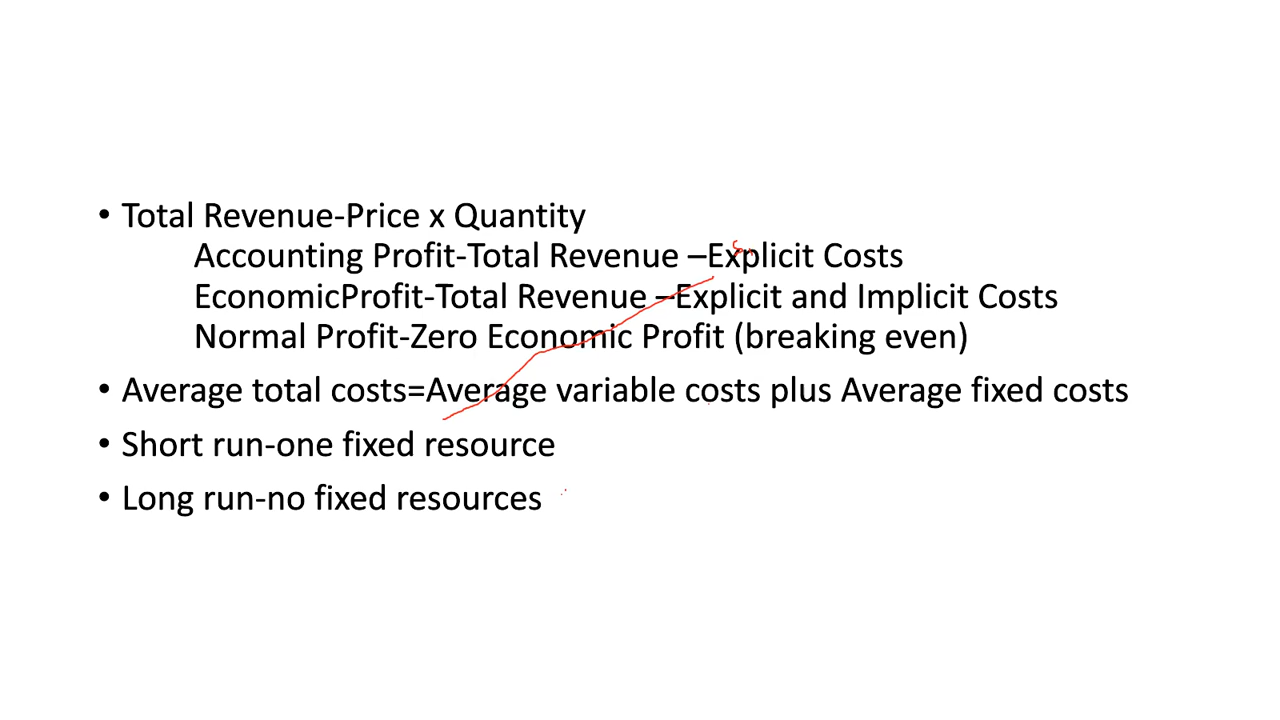 • Total Revenue-Price x Quantity
Accounting Profit-Total Revenue –Explicit Costs
EconomicProfit-Total Revenue –Explicit and Implicit Costs
Normal Profit-Zero Economic Profit (breaking even)
• Average total costs=Average variable costs plus Average fixed costs
• Short run-one fixed resource
• Long run-no fixed resources